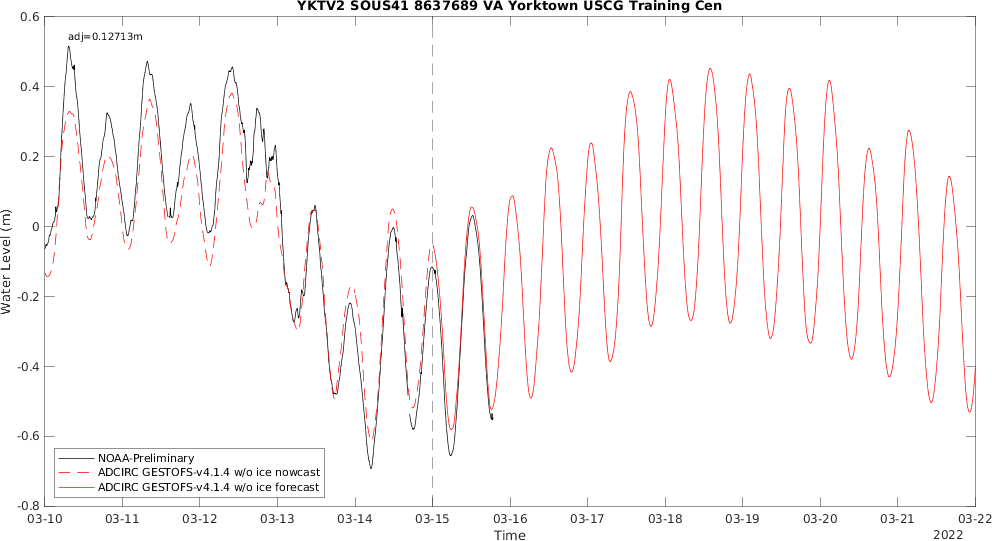 YKTV2 SOUS41 8637689 VA Yorktown USCG Training Cen
adj=0.12713m
0.6
0.4
0.2
0
-0.2
-0.4
-0.6
-0.8
Water Level (m)
NOAA-Preliminary
ADCIRC GESTOFS-v4.1.4 w/o ice nowcast
ADCIRC GESTOFS-v4.1.4 w/o ice forecast
03-10 03-11 03-12 03-13 03-14 03-15 03-16 03-17 03-18 03-19 03-20 03-21 03-22
Time
2022